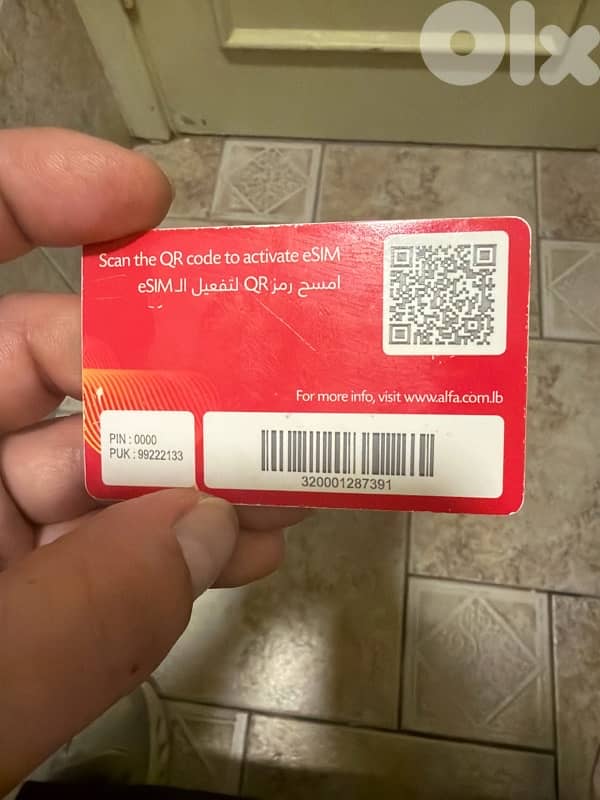 Olx
Scan the QR code to activate eSIM
امسح رمز QR لتفعيل الـ eSIM
For more info, visit www.alfa.com.lb
PIN : 0000
PUK : 99222133
320001287391